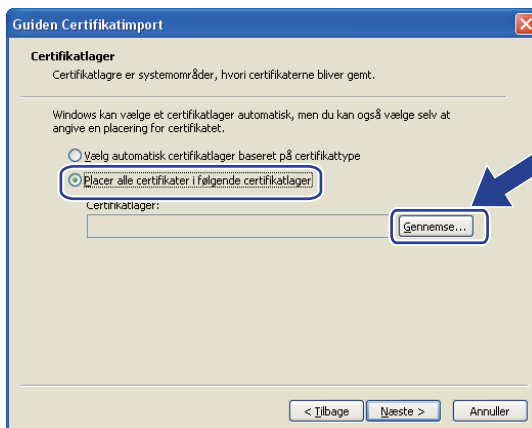 Guiden Certifikatimport
Certifikatlager
Certifikatlagre er systemområder, hvori certifikaterne bliver gemt.
Windows kan vælge et certifikatlager automatisk, men du kan også vælge selv at
angive en placering for certifikatet.
Vælg automatisk certifikatlager baseret på certifikattype
Placer alle certifikater i følgende certifikatlager
Certifikatlager:
Gennemse...
< Tilbage
Næste >
Annuller